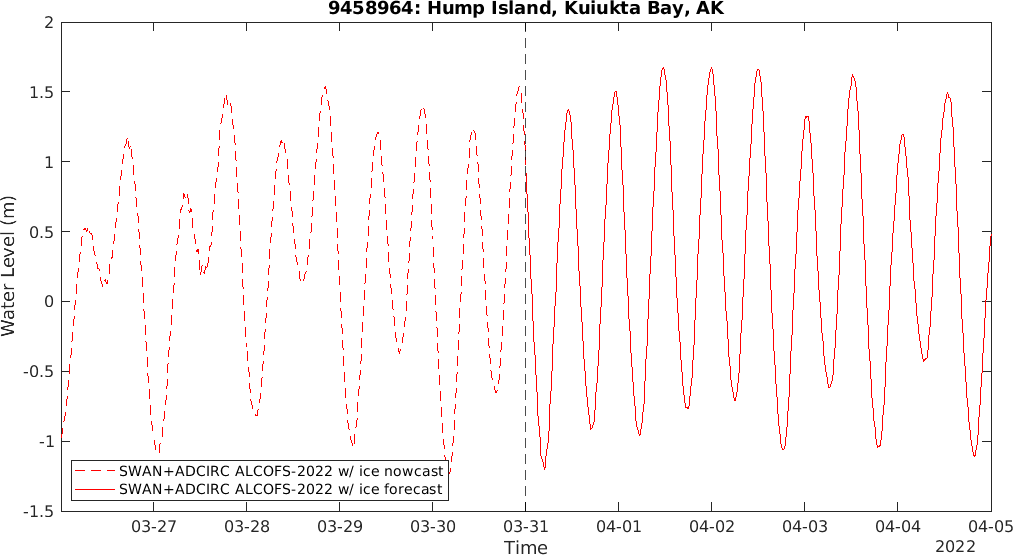 9458964: Hump Island, Kuiukta Bay, AK
2
1.5
1
0.5
0
-0.5
-1
-1.5
Water Level (m)
SWAN+ADCIRC ALCOFS-2022 w/ ice nowcast
SWAN+ADCIRC ALCOFS-2022 w/ ice forecast
03-27 03-28 03-29 03-30 03-31 04-01 04-02 04-03 04-04 04-05
Time
2022